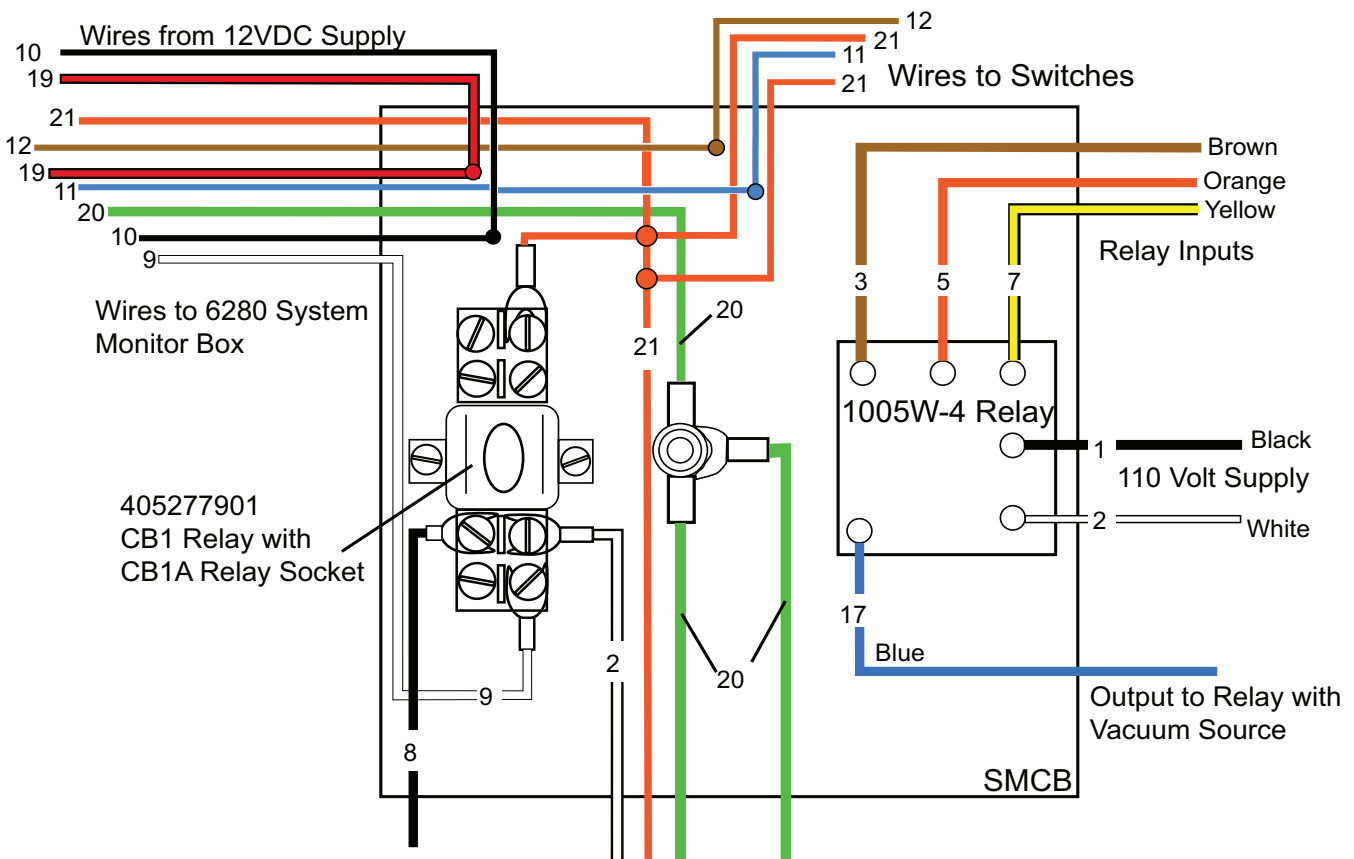 Wires from 12VDC Supply
10
19
21
12
19
11
20
10
9
12
21
11
21
Wires to Switches
Wires to 6280 System
Monitor Box
405277901
CB1 Relay with
CB1A Relay Socket
20
21
Brown
Orange
Yellow
Relay Inputs
3
5
7
1005W-4 Relay
1
Black
110 Volt Supply
2
White
17
Blue
Output to Relay with
Vacuum Source
9
8
2
20
SMCB